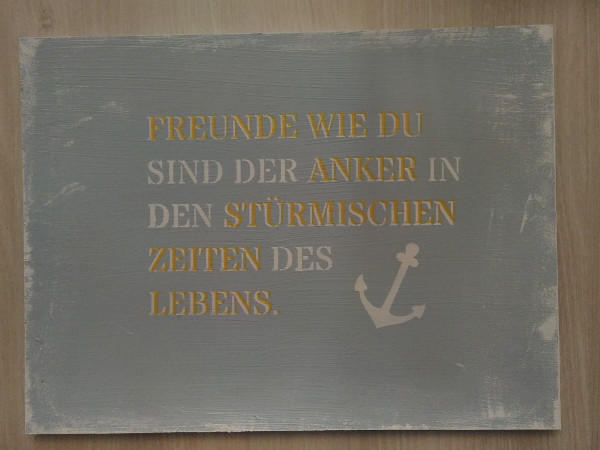 FREUNDE WIE DU
SIND DER ANKER IN
DEN STÜRMISCHEN
ZEITEN DES
LEBENS.